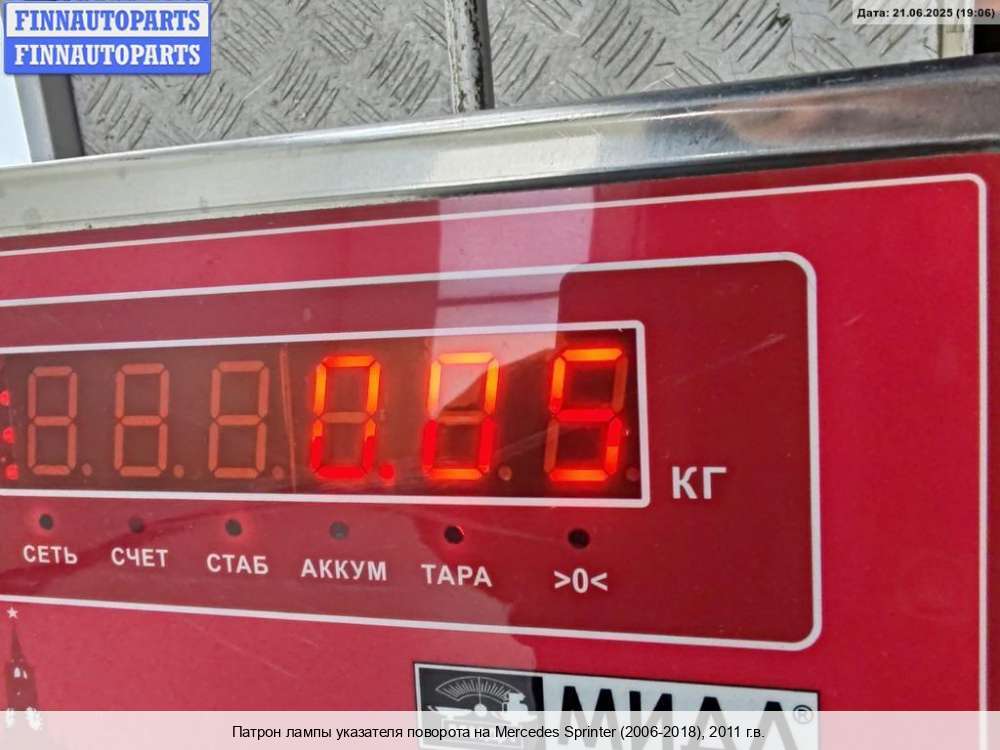 FINNAUTOPARTS
FINNAUTOPARTS
Дата: 21.06.2025 (19:06)
0.05
КГ
СЕТЬ СЧЕТ СТАБ АККУМ ТАРА >0<
МИДЛ®
Патрон лампы указателя поворота на Mercedes Sprinter (2006-2018), 2011 г.в.